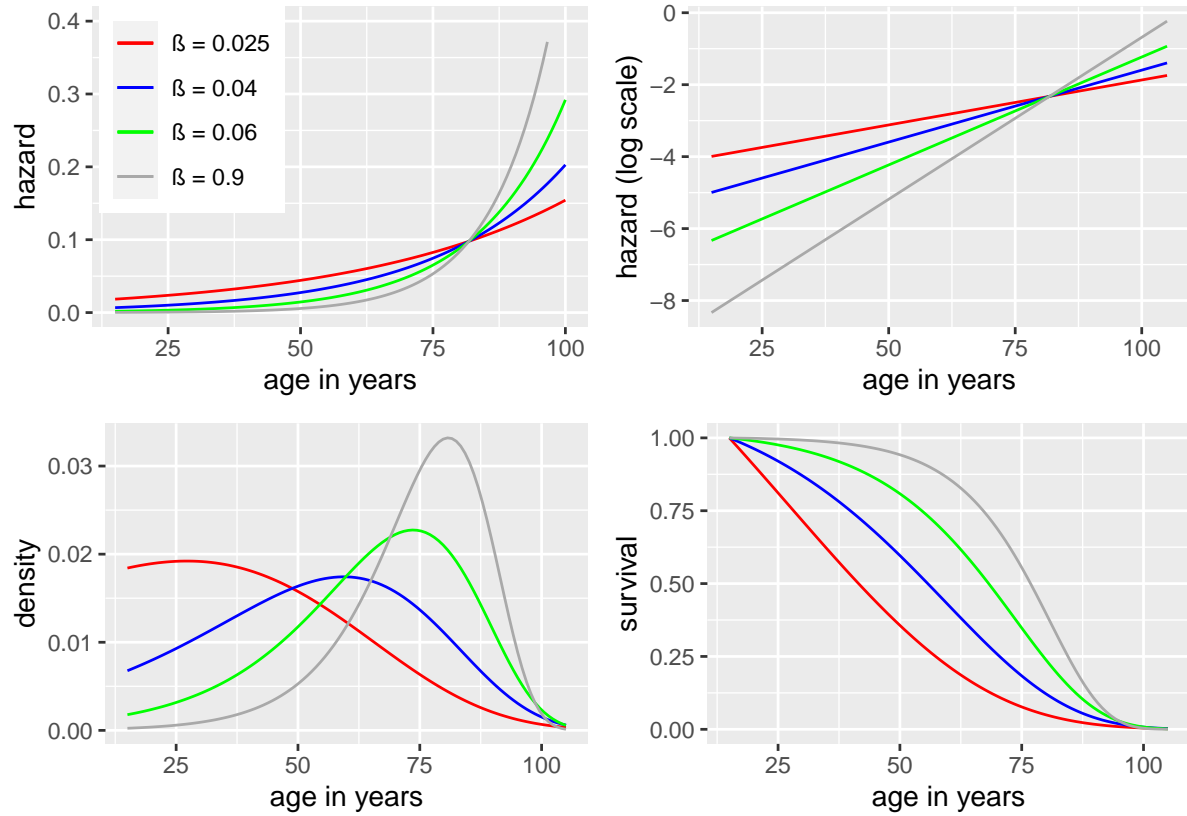 0.4
0.3
0.2
0.1
0.0
hazard
ß = 0.025
ß = 0.04
ß = 0.06
ß = 0.9
25 50 75 100
age in years
0
−2
−4
−6
−8
hazard (log scale)
25 50 75 100
age in years
0.03
0.02
0.01
0.00
density
25 50 75 100
age in years
1.00
0.75
0.50
0.25
0.00
survival
25 50 75 100
age in years